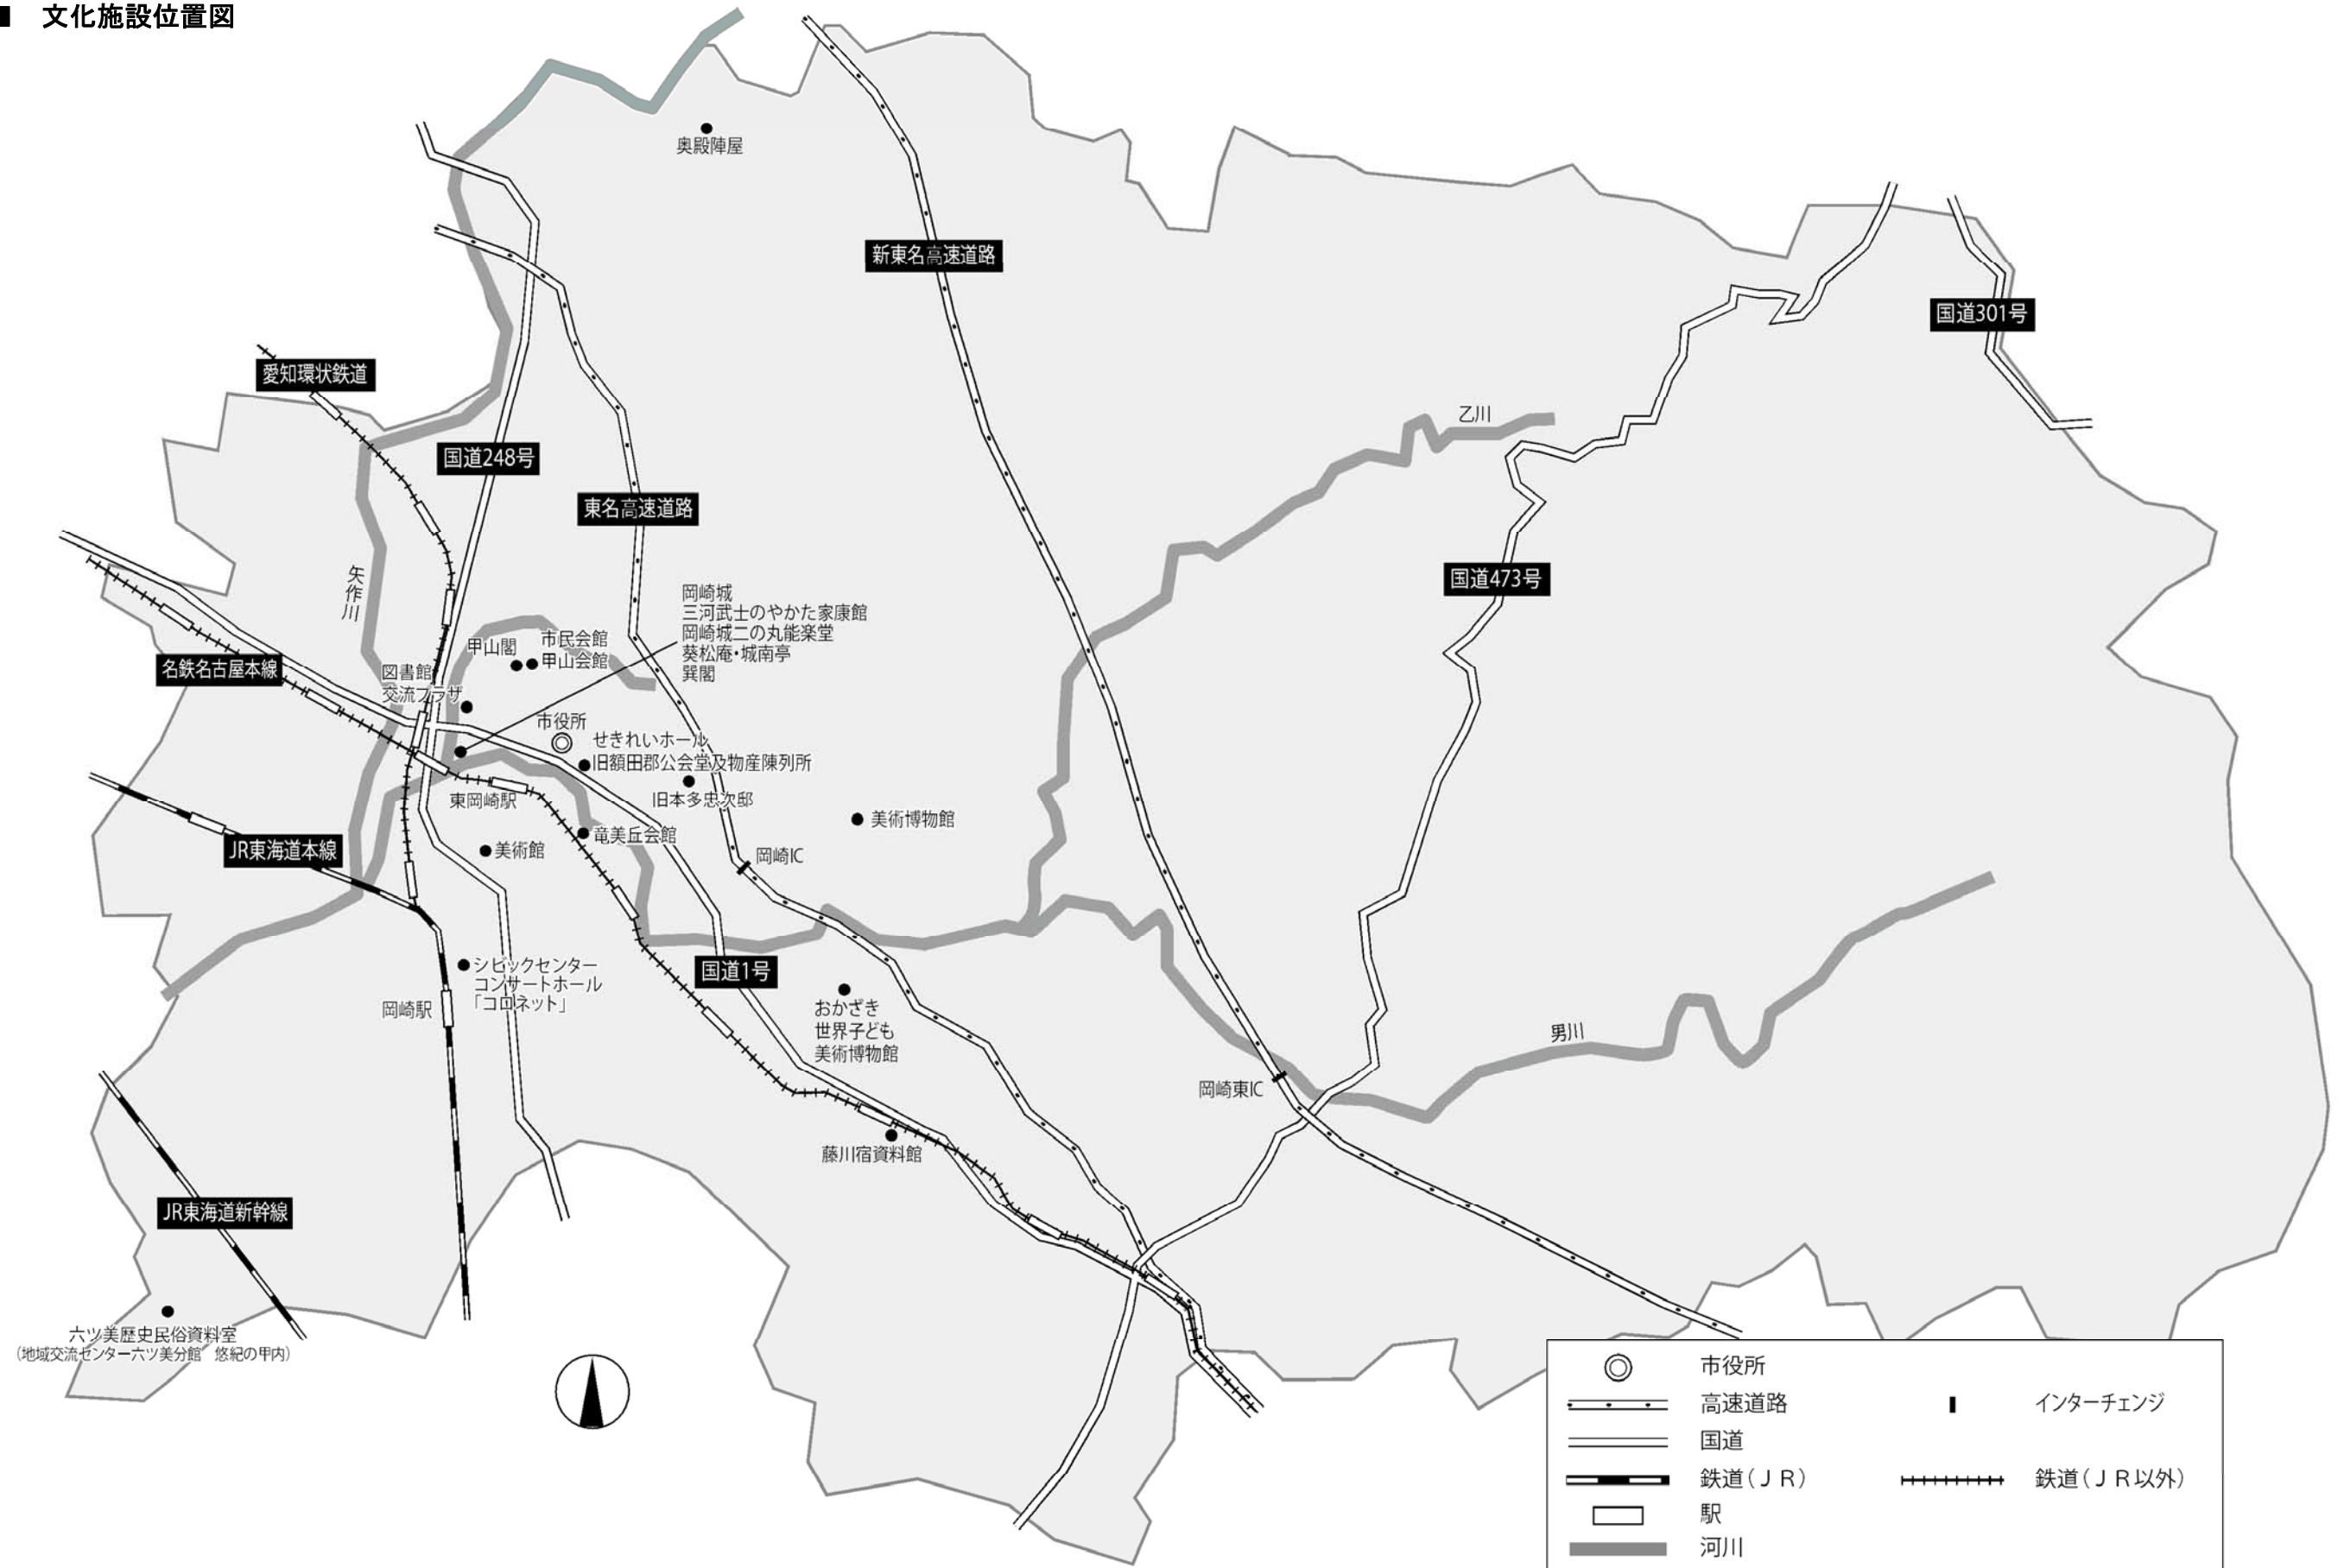 ■ 文化施設位置図
奥殿陣屋
新東名高速道路
国道301号
愛知環状鉄道
乙川
国道248号
東名高速道路
国道473号
矢作川
岡崎城
三河武士のやかた家康館
岡崎城二の丸能楽堂
葵松庵・城南亭
巽閣
市民会館
甲山閣
甲山会館
名鉄名古屋本線
図書館
交流プラザ
市役所
せきれいホール
旧額田郡公会堂及物産陳列所
東岡崎駅
旧本多忠次邸
美術博物館
竜美丘会館
JR東海道本線
美術館
岡崎IC
シビックセンター
コンサートホール
「コロネット」
国道1号
岡崎駅
おかざき
世界子ども
美術博物館
男川
岡崎東IC
藤川宿資料館
JR東海道新幹線
六ツ美歴史民俗資料室
(地域交流センター六ツ美分館 悠紀の甲内)
市役所
高速道路
インターチェンジ
国道
鉄道(ＪＲ)
鉄道(ＪＲ以外)
駅
河川